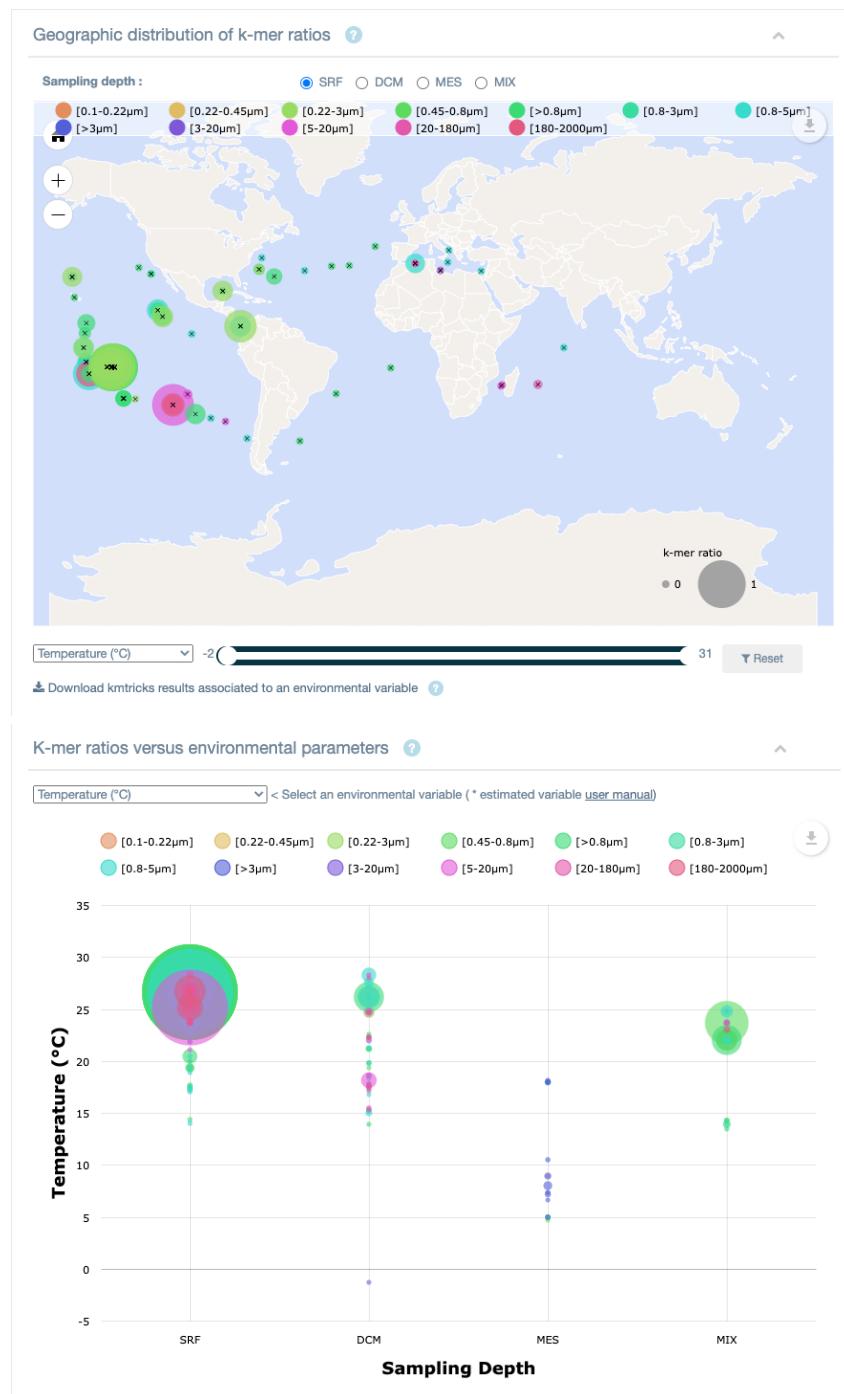 Geographic distribution of k-mer ratios ?
Sampling depth : SRF DCM MES MIX
[0.1-0.22µm] [0.22-0.45µm] [0.22-3µm] [0.45-0.8µm] [>0.8µm] [0.8-3µm] [0.8-5µm]
[>3µm] [3-20µm] [5-20µm] [20-180µm] [180-2000µm]
+
−
k-mer ratio
0 1
Temperature (°C) -2 31 Reset
Download kmtricks results associated to an environmental variable ?
K-mer ratios versus environmental parameters ?
Temperature (°C) < Select an environmental variable ( * estimated variable user manual)
[0.1-0.22µm] [0.22-0.45µm] [0.22-3µm] [0.45-0.8µm] [>0.8µm] [0.8-3µm]
[0.8-5µm] [>3µm] [3-20µm] [5-20µm] [20-180µm] [180-2000µm]
Temperature (°C)
35
30
25
20
15
10
5
0
-5
SRF DCM MES MIX
Sampling Depth